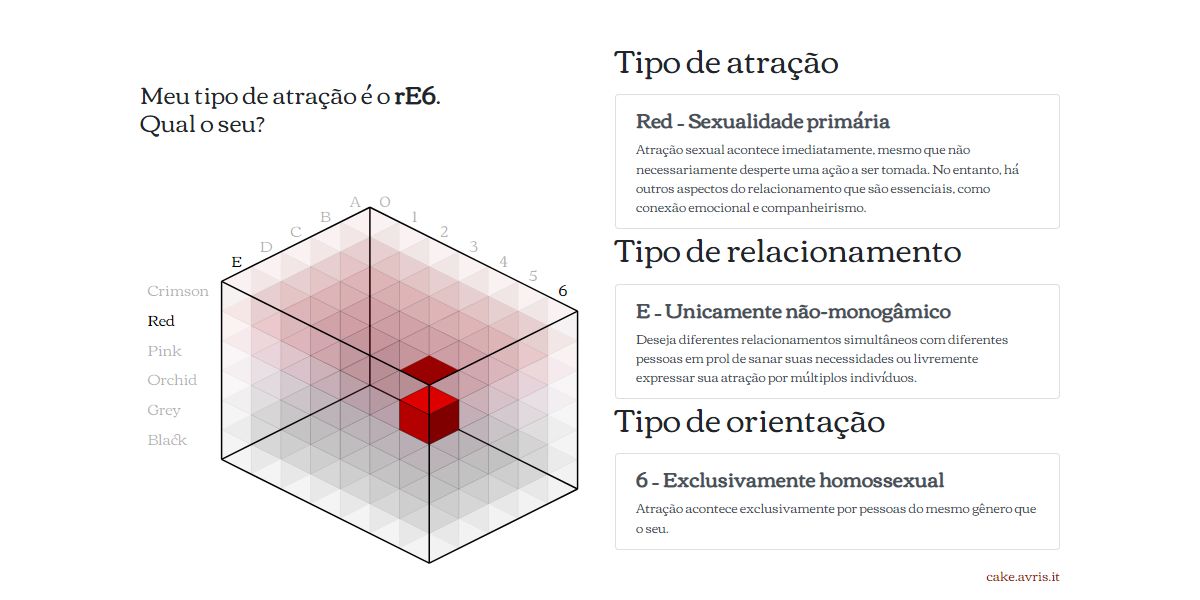 Meu tipo de atração é o rE6.
Qual o seu?
A
O
B
1
C
2
D
3
E
4
5
6
Crimson
Red
Pink
Orchid
Grey
Black
Tipo de atração
Red - Sexualidade primária
Atração sexual acontece imediatamente, mesmo que não
necessariamente desperte uma ação a ser tomada. No entanto, há
outros aspectos do relacionamento que são essenciais, como
conexão emocional e companheirismo.
Tipo de relacionamento
E - Unicamente não-monogâmico
Deseja diferentes relacionamentos simultâneos com diferentes
pessoas em prol de sanar suas necessidades ou livremente
expressar sua atração por múltiplos indivíduos.
Tipo de orientação
6 - Exclusivamente homossexual
Atração acontece exclusivamente por pessoas do mesmo gênero que
o seu.
cake.avris.it